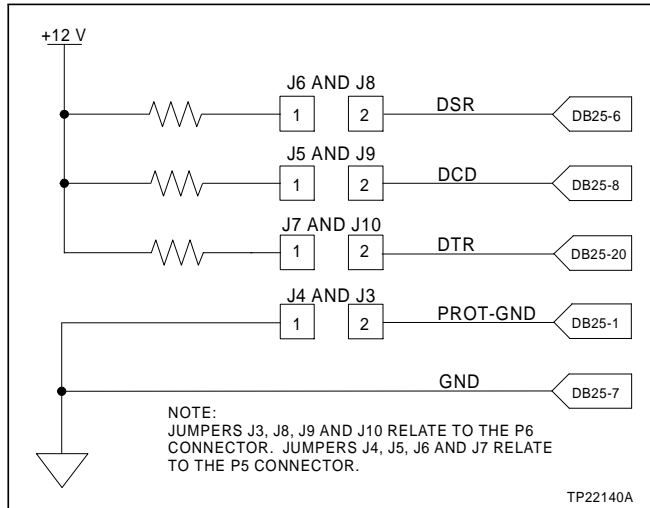 +12 V
J6 AND J8
1 2 DSR DB25-6
J5 AND J9
1 2 DCD DB25-8
J7 AND J10
1 2 DTR DB25-20
J4 AND J3
1 2 PROT-GND DB25-1
GND DB25-7
NOTE:
JUMPERS J3, J8, J9 AND J10 RELATE TO THE P6
CONNECTOR. JUMPERS J4, J5, J6 AND J7 RELATE
TO THE P5 CONNECTOR.
TP22140A